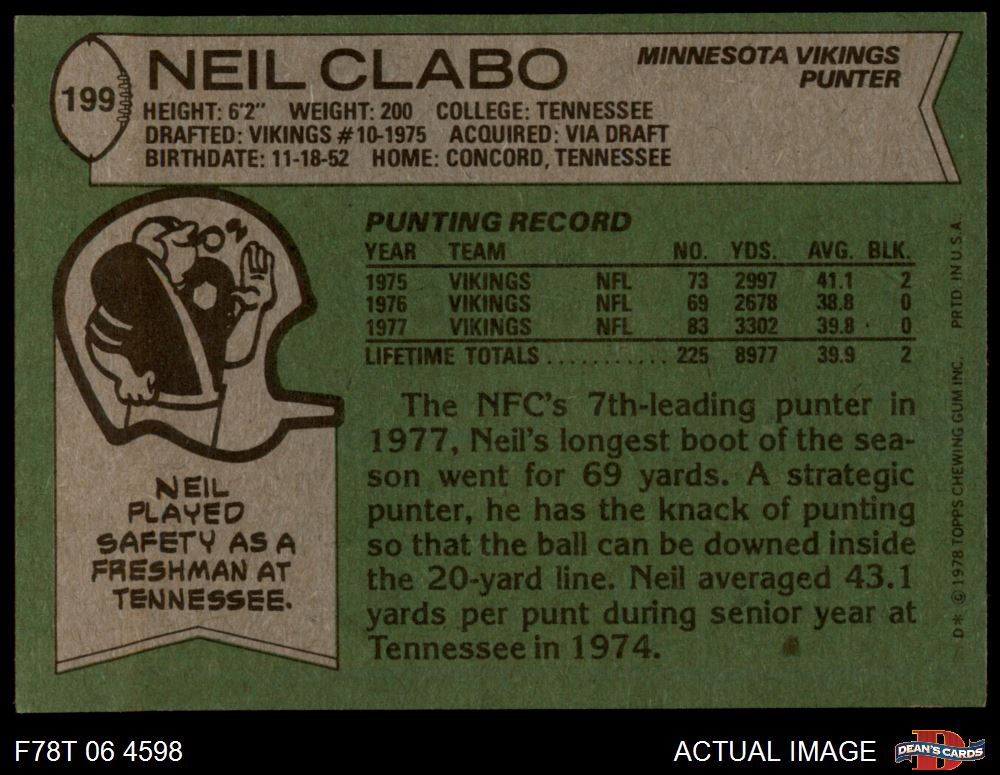 199
NEIL CLABO
MINNESOTA VIKINGS
PUNTER
HEIGHT: 6'2" WEIGHT: 200 COLLEGE: TENNESSEE
DRAFTED: VIKINGS #10-1975 ACQUIRED: VIA DRAFT
BIRTHDATE: 11-18-52 HOME: CONCORD, TENNESSEE
PUNTING RECORD
YEAR TEAM NO. YDS. AVG. BLK.
1975 VIKINGS NFL 73 2997 41.1 2
1976 VIKINGS NFL 69 2678 38.8 0
1977 VIKINGS NFL 83 3302 39.8 0
LIFETIME TOTALS ........... 225 8977 39.9 2
The NFC's 7th-leading punter in
1977, Neil's longest boot of the sea-
son went for 69 yards. A strategic
punter, he has the knack of punting
so that the ball can be downed inside
the 20-yard line. Neil averaged 43.1
yards per punt during senior year at
Tennessee in 1974.
NEIL
PLAYED
SAFETY AS A
FRESHMAN AT
TENNESSEE.
D* © 1978 TOPPS CHEWING GUM INC. PRTD. IN U.S.A.
F78T 06 4598
ACTUAL IMAGE
D
DEAN'S CARDS